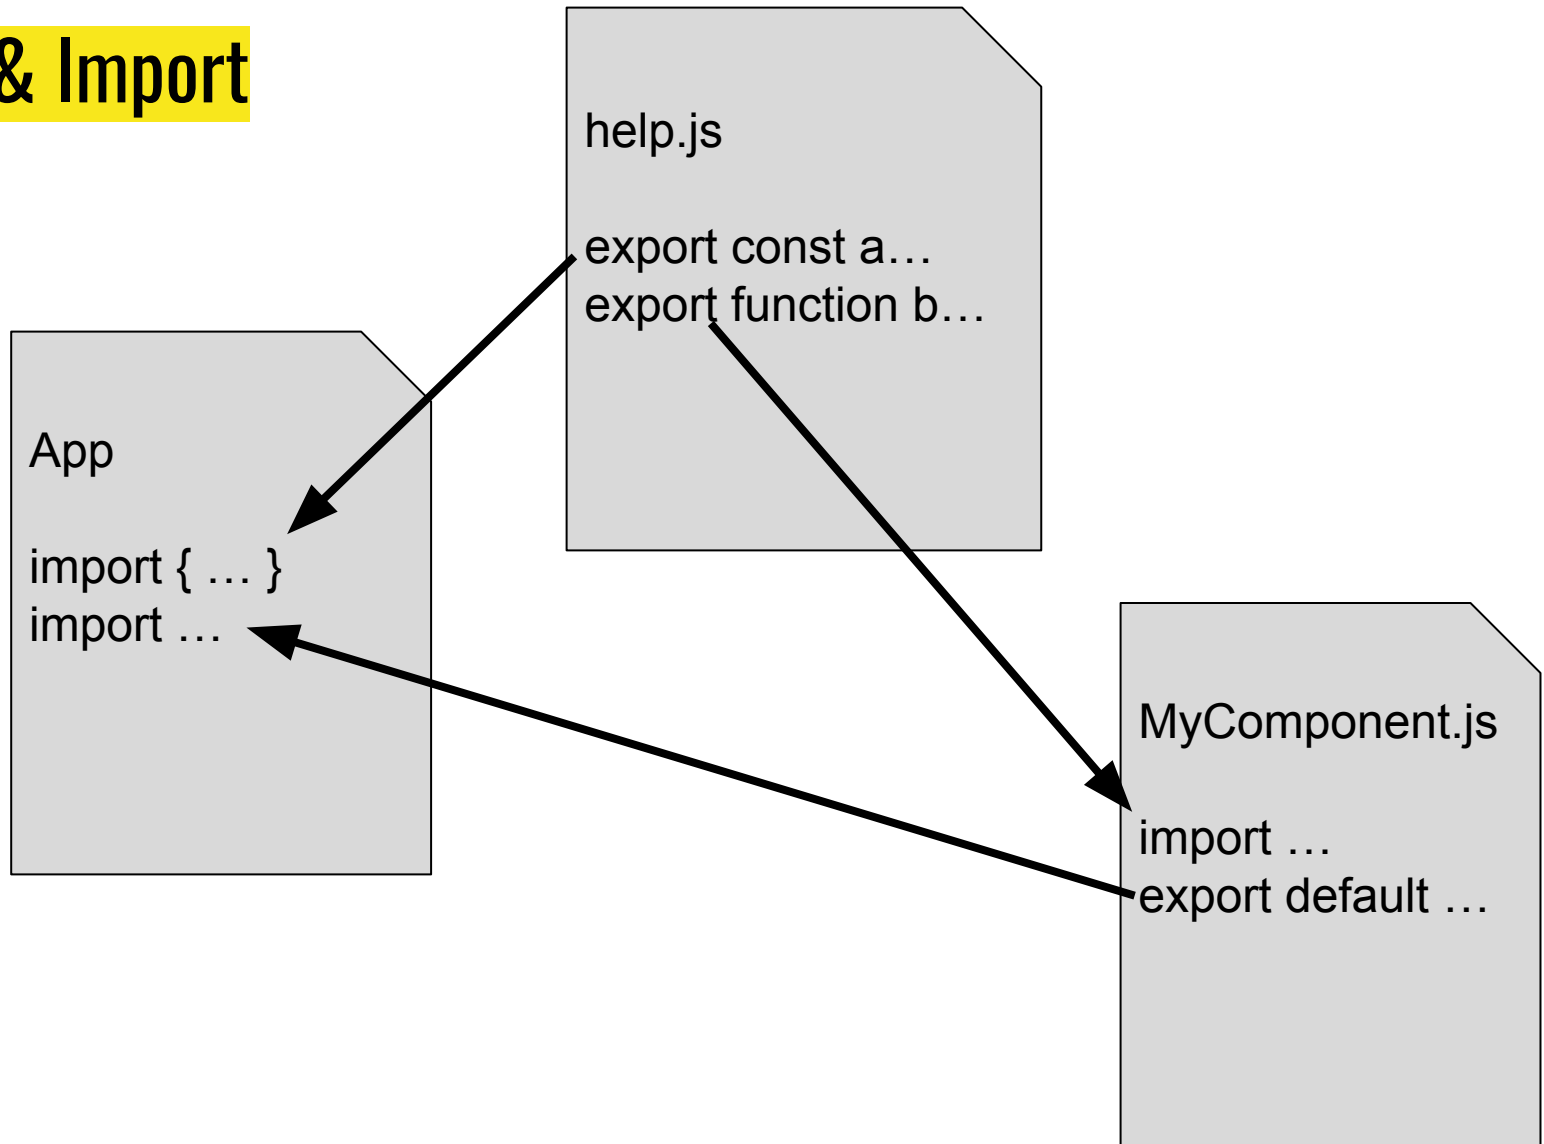 & Import
help.js
export const a…
export function b…
App
import { … }
import …
MyComponent.js
import …
export default …